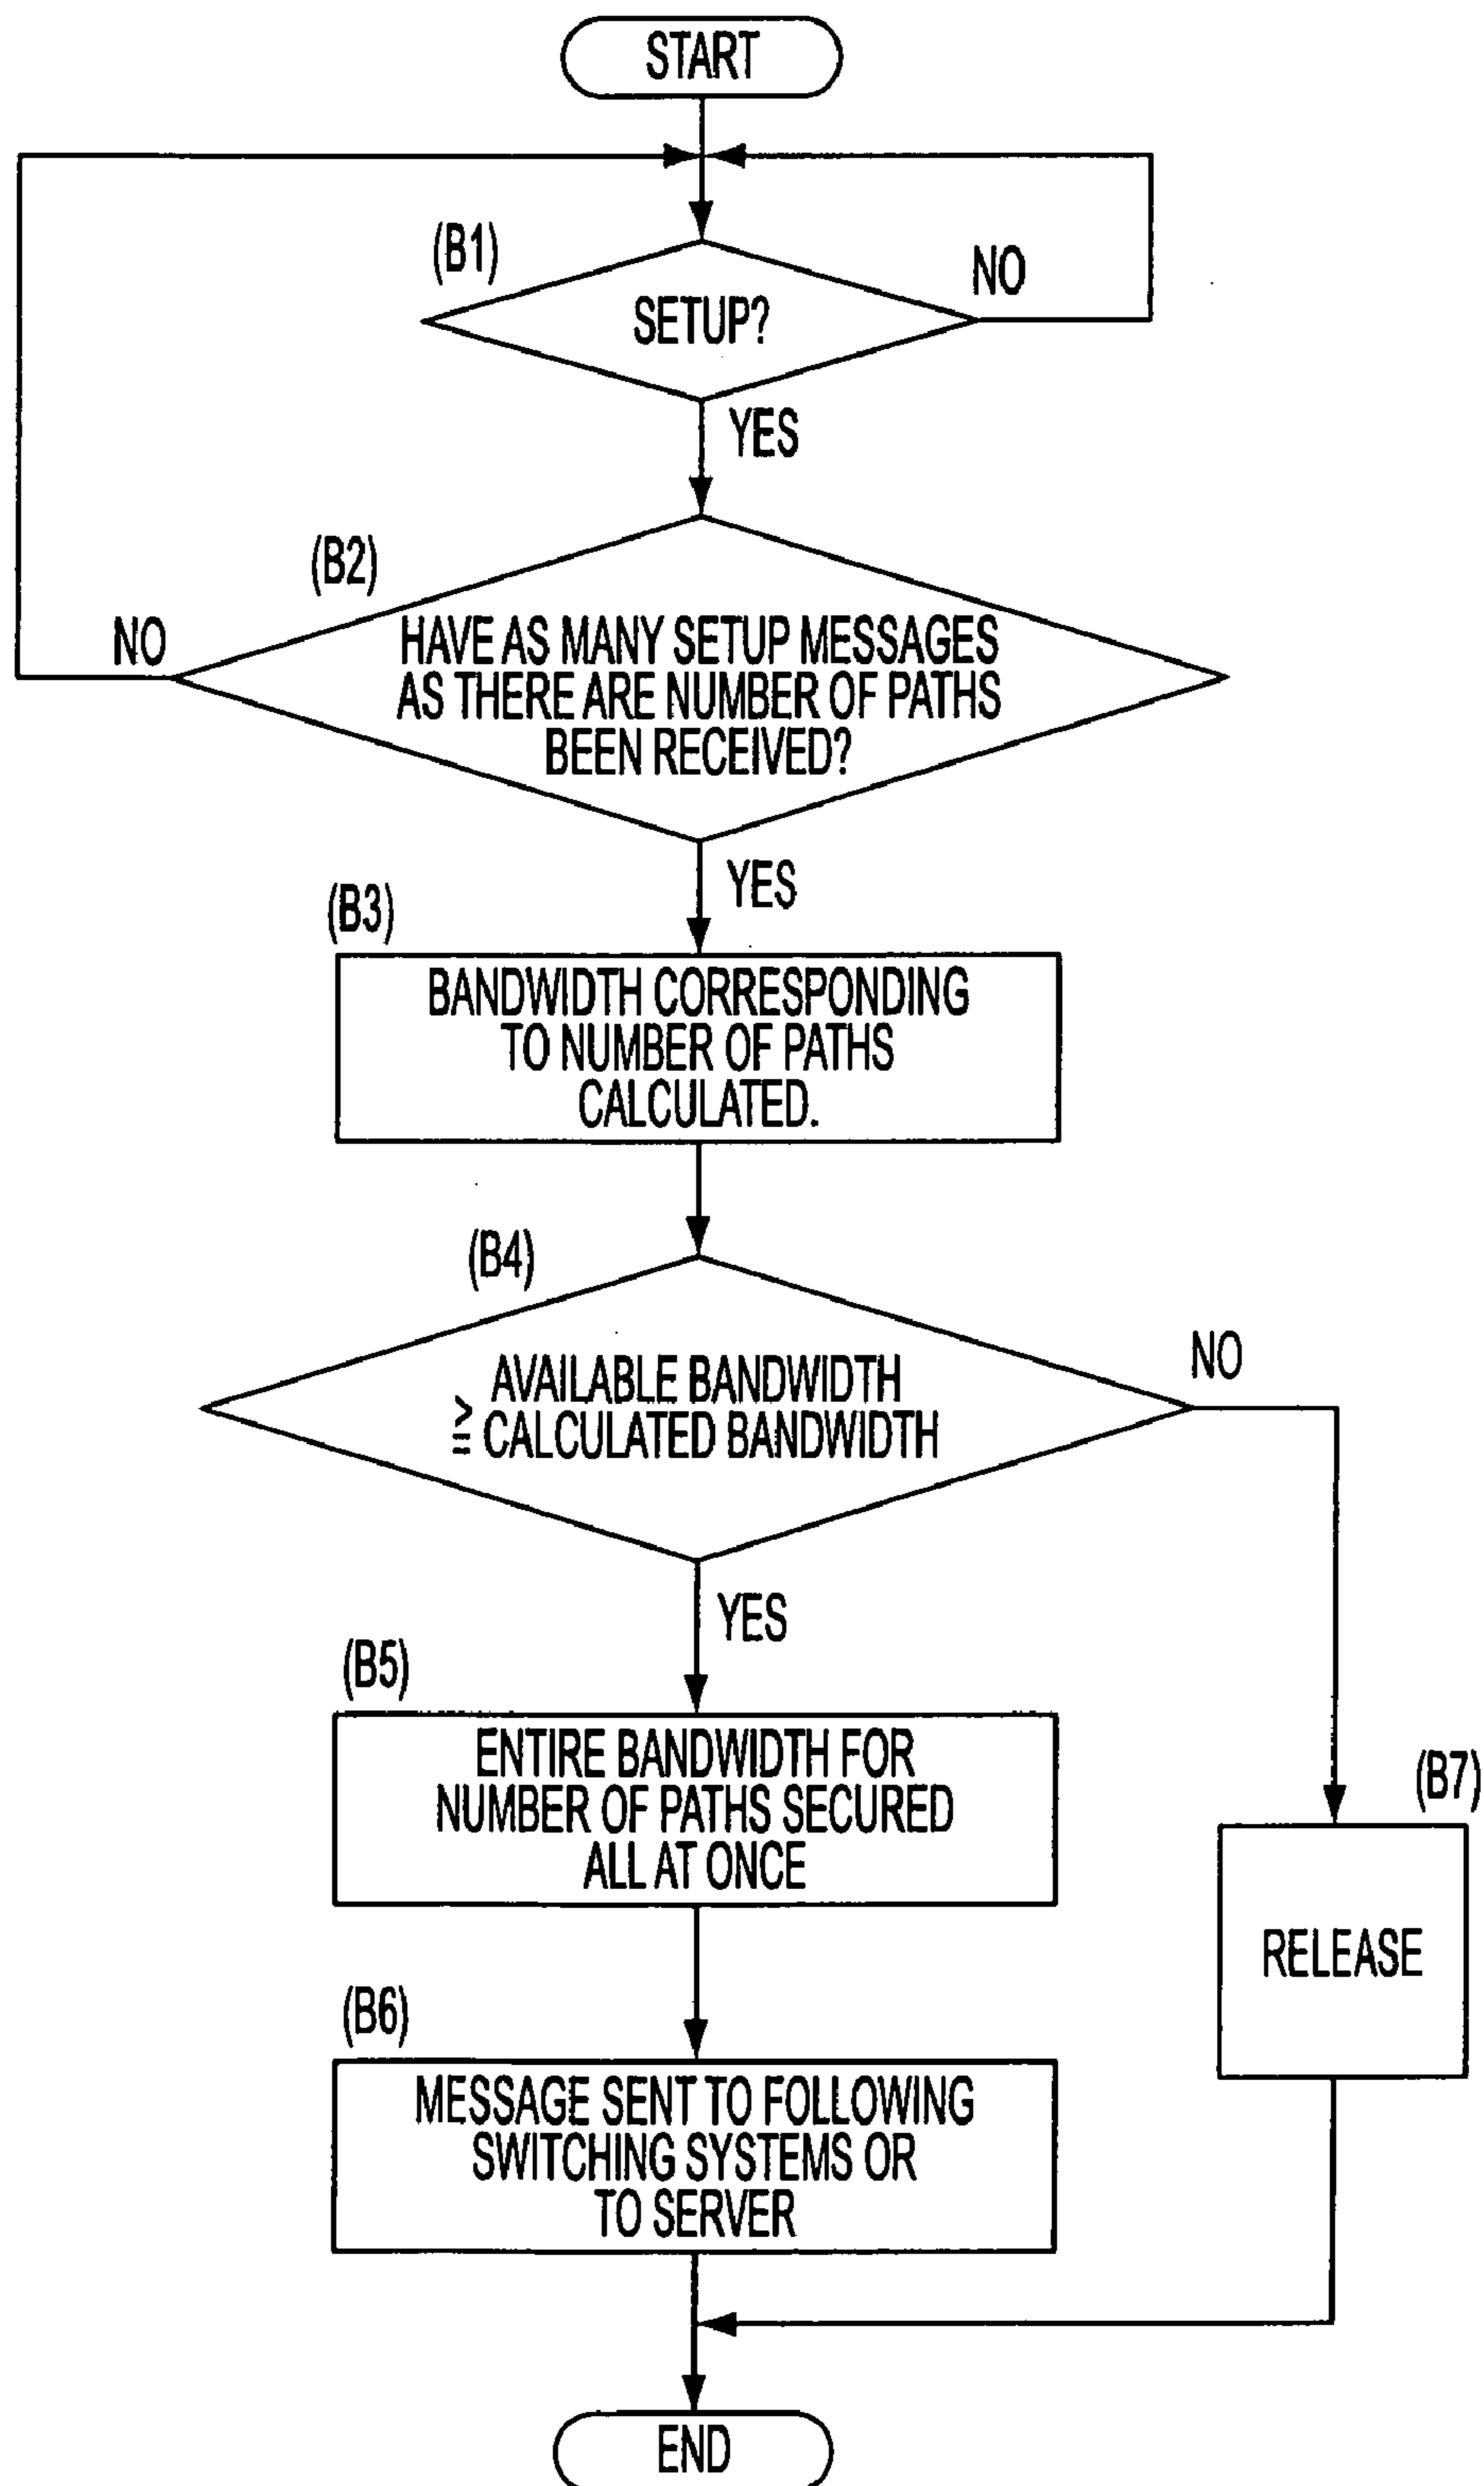 START
(B1)
NO
SETUP?
YES
(B2)
NO
HAVE AS MANY SETUP MESSAGES
AS THERE ARE NUMBER OF PATHS
BEEN RECEIVED?
YES
(B3)
BANDWIDTH CORRESPONDING
TO NUMBER OF PATHS
CALCULATED.
(B4)
NO
AVAILABLE BANDWIDTH
≧ CALCULATED BANDWIDTH
YES
(B5)
ENTIRE BANDWIDTH FOR
NUMBER OF PATHS SECURED
ALL AT ONCE
(B7)
RELEASE
(B6)
MESSAGE SENT TO FOLLOWING
SWITCHING SYSTEMS OR
TO SERVER
END